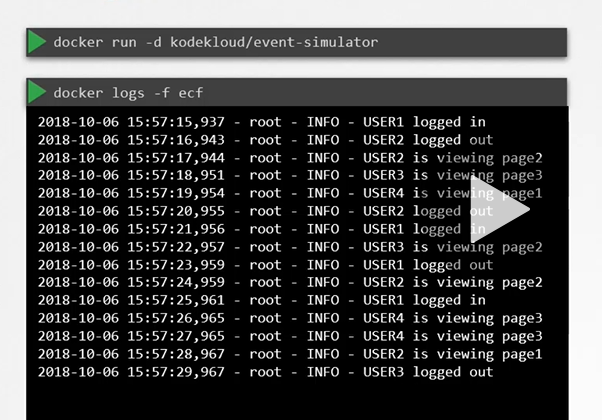 docker run -d kodekloud/event-simulator
docker logs -f ecf
2018-10-06 15:57:15,937 - root - INFO - USER1 logged in
2018-10-06 15:57:16,943 - root - INFO - USER2 logged out
2018-10-06 15:57:17,944 - root - INFO - USER2 is viewing page2
2018-10-06 15:57:18,951 - root - INFO - USER3 is viewing page3
2018-10-06 15:57:19,954 - root - INFO - USER4 is viewing page1
2018-10-06 15:57:20,955 - root - INFO - USER2 logged out
2018-10-06 15:57:21,956 - root - INFO - USER1 logged in
2018-10-06 15:57:22,957 - root - INFO - USER3 is viewing page2
2018-10-06 15:57:23,959 - root - INFO - USER1 logged out
2018-10-06 15:57:24,959 - root - INFO - USER2 is viewing page2
2018-10-06 15:57:25,961 - root - INFO - USER1 logged in
2018-10-06 15:57:26,965 - root - INFO - USER4 is viewing page3
2018-10-06 15:57:27,965 - root - INFO - USER4 is viewing page3
2018-10-06 15:57:28,967 - root - INFO - USER2 is viewing page1
2018-10-06 15:57:29,967 - root - INFO - USER3 logged out